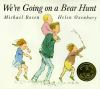 We're Going on a Bear Hunt
Michael Rosen Helen Oxenbury